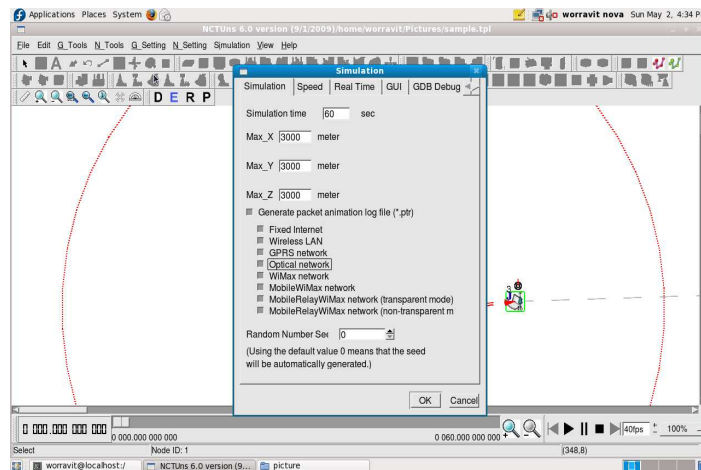 Applications Places System worravit nova Sun May 2, 4:34 P
NCTUns 6.0 version (9/1/2009)/home/worravit/Pictures/sample.tpl
File Edit G_Tools N_Tools G_Setting N_Setting Simulation View Help
D E R P
Simulation
Simulation Speed Real Time GUI GDB Debug
Simulation time 60 sec
Max_X 3000 meter
Max_Y 3000 meter
Max_Z 3000 meter
Generate packet animation log file (*.ptr)
Fixed Internet
Wireless LAN
GPRS network
Optical network
WiMax network
MobileWiMax network
MobileRelayWiMax network (transparent mode)
MobileRelayWiMax network (non-transparent m
Random Number See 0
(Using the default value 0 means that the seed
will be automatically generated.)
OK Cancel
3
0 000.000 000 000
0 000.000 000 000 0 060.000 000 000
40fps 100%
Select Node ID: 1 (348,8)
worravit@localhost:/ NCTUns 6.0 version (9... picture